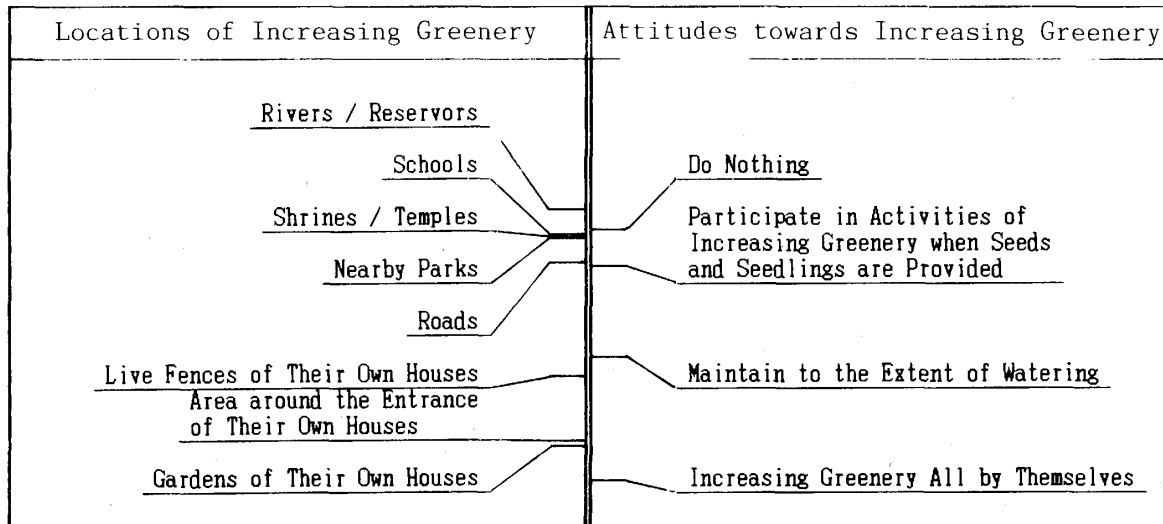 Locations of Increasing Greenery
Attitudes towards Increasing Greenery
Rivers / Reservors
Schools
Shrines / Temples
Nearby Parks
Roads
Live Fences of Their Own Houses
Area around the Entrance
of Their Own Houses
Gardens of Their Own Houses
Do Nothing
Participate in Activities of
Increasing Greenery when Seeds
and Seedlings are Provided
Maintain to the Extent of Watering
Increasing Greenery All by Themselves